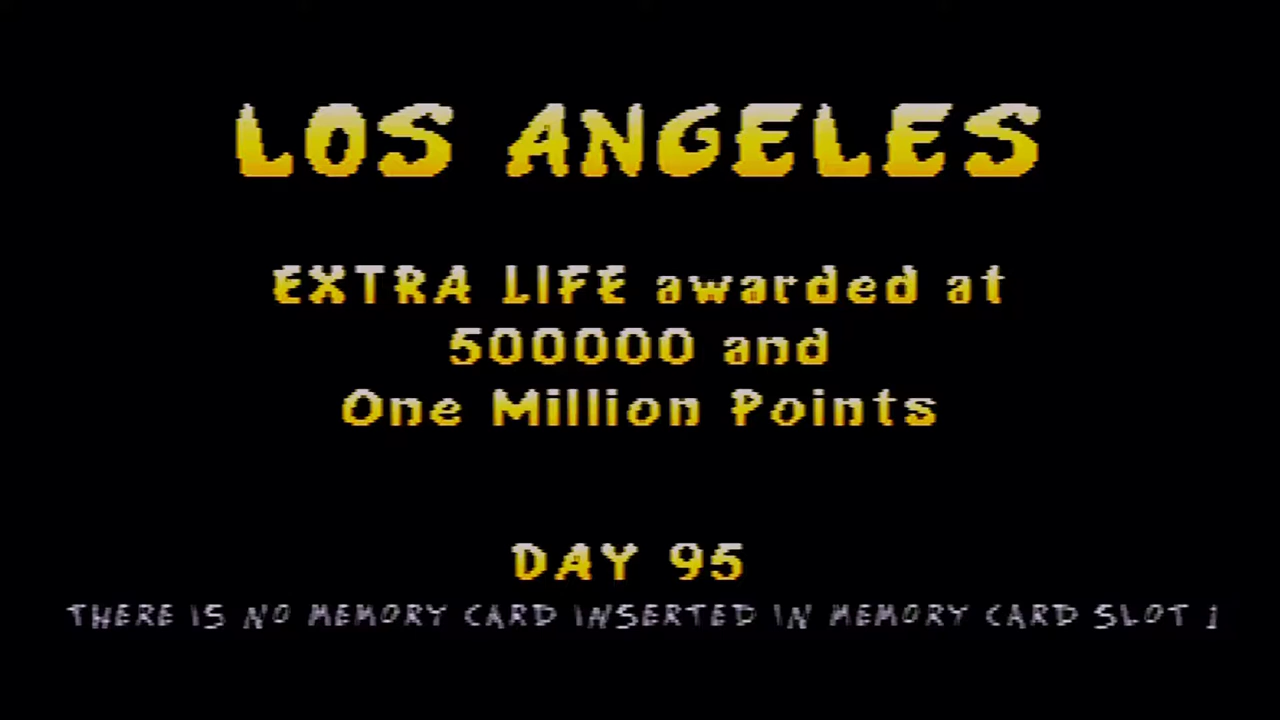 LOS ANGELES
EXTRA LIFE awarded at
500000 and
One Million Points
DAY 95
THERE IS NO MEMORY CARD INSERTED IN MEMORY CARD SLOT 1